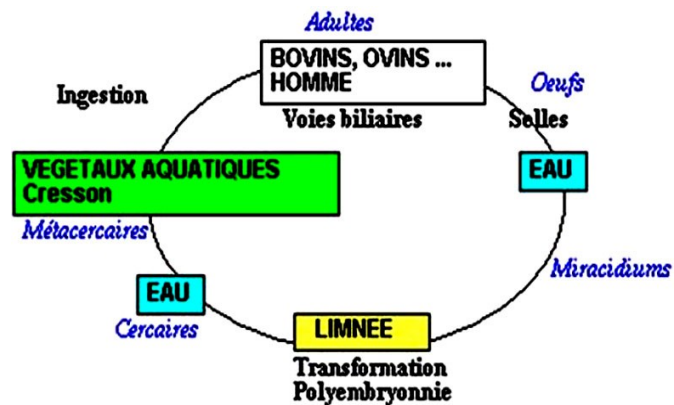 Adultes
BOVINS, OVINS ...
HOMME
Ingestion
Oeufs
Voies biliaires
Selles
VEGETAUX AQUATIQUES
Cresson
EAU
Métacercaires
Miracidiums
EAU
Cercaires
LIMNEE
Transformation
Polyembryonnie